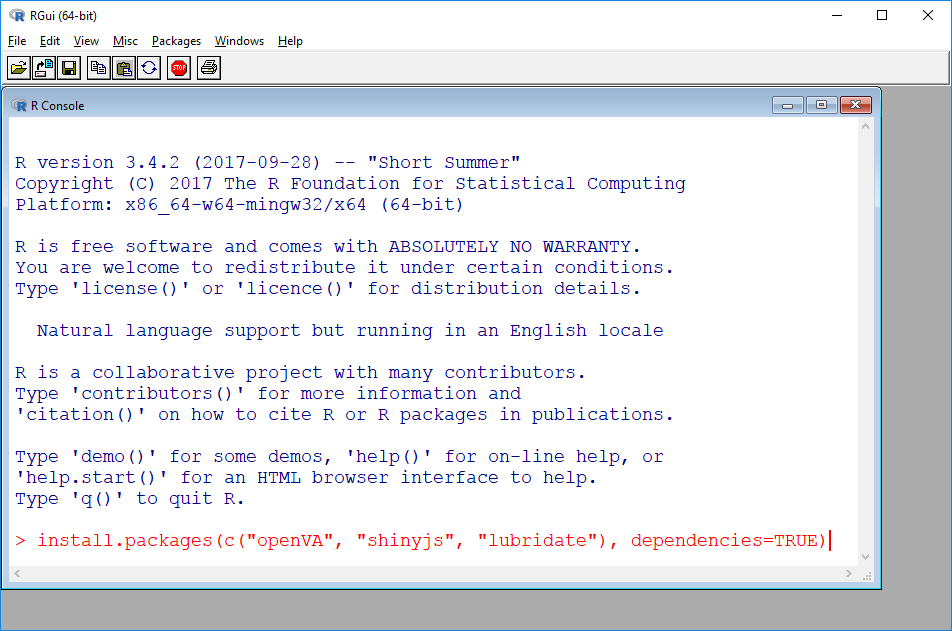 RGui (64-bit)
File Edit View Misc Packages Windows Help
STOP
R Console
R version 3.4.2 (2017-09-28) -- "Short Summer"
Copyright (C) 2017 The R Foundation for Statistical Computing
Platform: x86_64-w64-mingw32/x64 (64-bit)
R is free software and comes with ABSOLUTELY NO WARRANTY.
You are welcome to redistribute it under certain conditions.
Type 'license()' or 'licence()' for distribution details.
Natural language support but running in an English locale
R is a collaborative project with many contributors.
Type 'contributors()' for more information and
'citation()' on how to cite R or R packages in publications.
Type 'demo()' for some demos, 'help()' for on-line help, or
'help.start()' for an HTML browser interface to help.
Type 'q()' to quit R.
> install.packages(c("openVA", "shinyjs", "lubridate"), dependencies=TRUE)